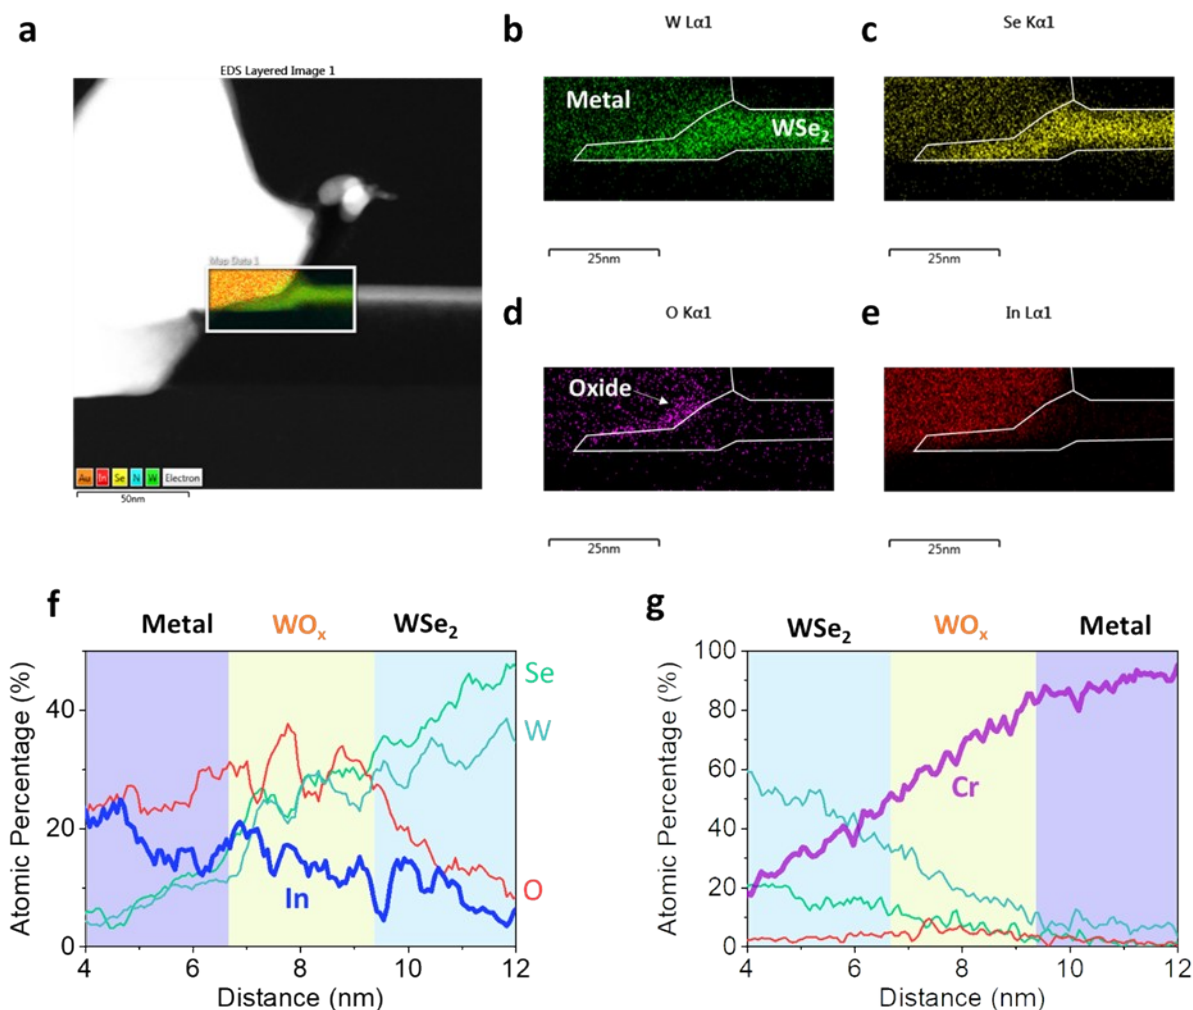 a
EDS Layered Image 1
Map Data 1
Au In Se N W Electron
50nm
b
W Lα1
Metal
WSe2
25nm
c
Se Kα1
25nm
d
O Kα1
Oxide
25nm
e
In Lα1
25nm
f
Metal WOx WSe2
Atomic Percentage (%)
40
20
0
Se
W
O
In
4 6 8 10 12
Distance (nm)
g
WSe2 WOx Metal
Atomic Percentage (%)
100
80
60
40
20
0
Cr
4 6 8 10 12
Distance (nm)